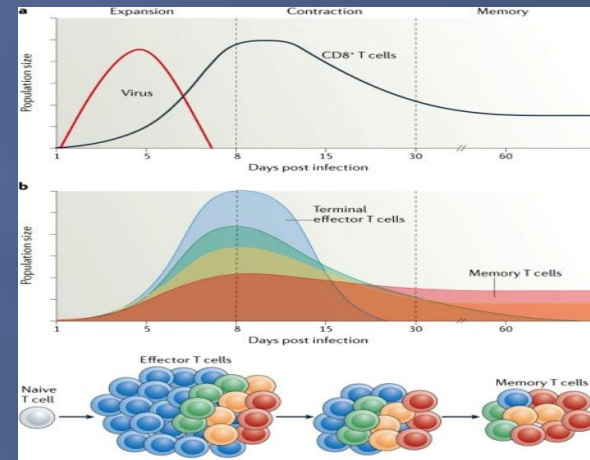 a
Expansion Contraction Memory
Population size
CD8⁺ T cells
Virus
1 5 8 15 30 60
Days post infection
b
Population size
Terminal
effector T cells
Memory T cells
1 5 8 15 30 60
Days post infection
Effector T cells
Naive
T cell
Memory T cells